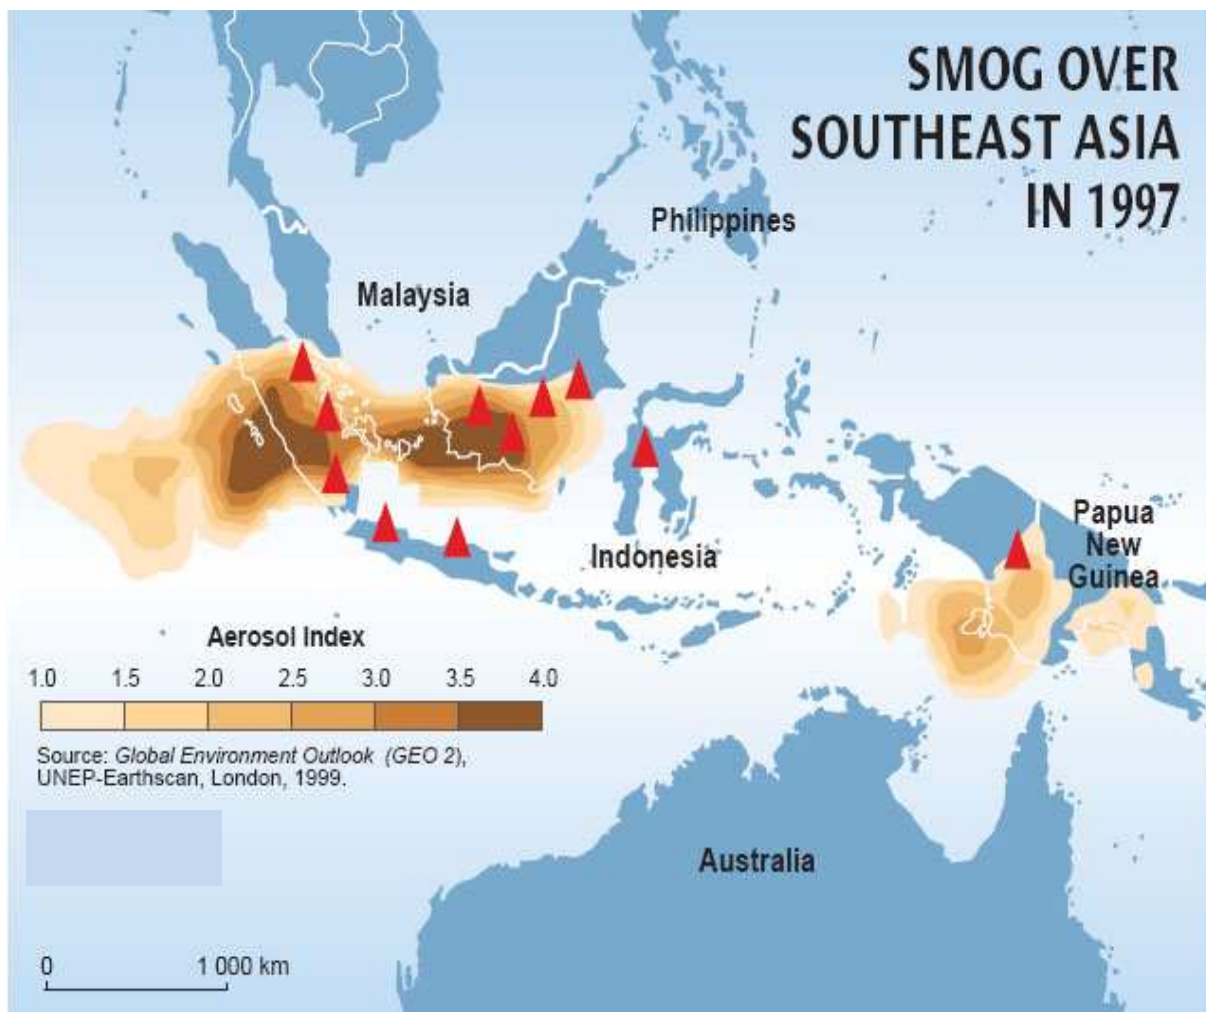 SMOG OVER
SOUTHEAST ASIA
IN 1997
Philippines
Malaysia
Papua
New
Guinea
Indonesia
Aerosol Index
1.0 1.5 2.0 2.5 3.0 3.5 4.0
Source: Global Environment Outlook (GEO 2),
UNEP-Earthscan, London, 1999.
Australia
0 1 000 km